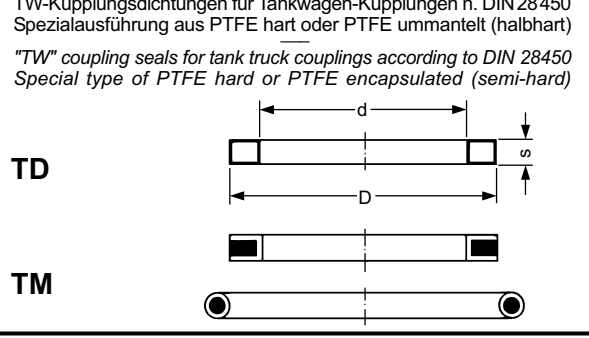 TW-Kupplungsdichtungen für Tankwagen-Kupplungen n. DIN 28450
Spezialausführung aus PTFE hart oder PTFE ummantelt (halbhart)
"TW" coupling seals for tank truck couplings according to DIN 28450
Special type of PTFE hard or PTFE encapsulated (semi-hard)
d
TD
s
D
TM